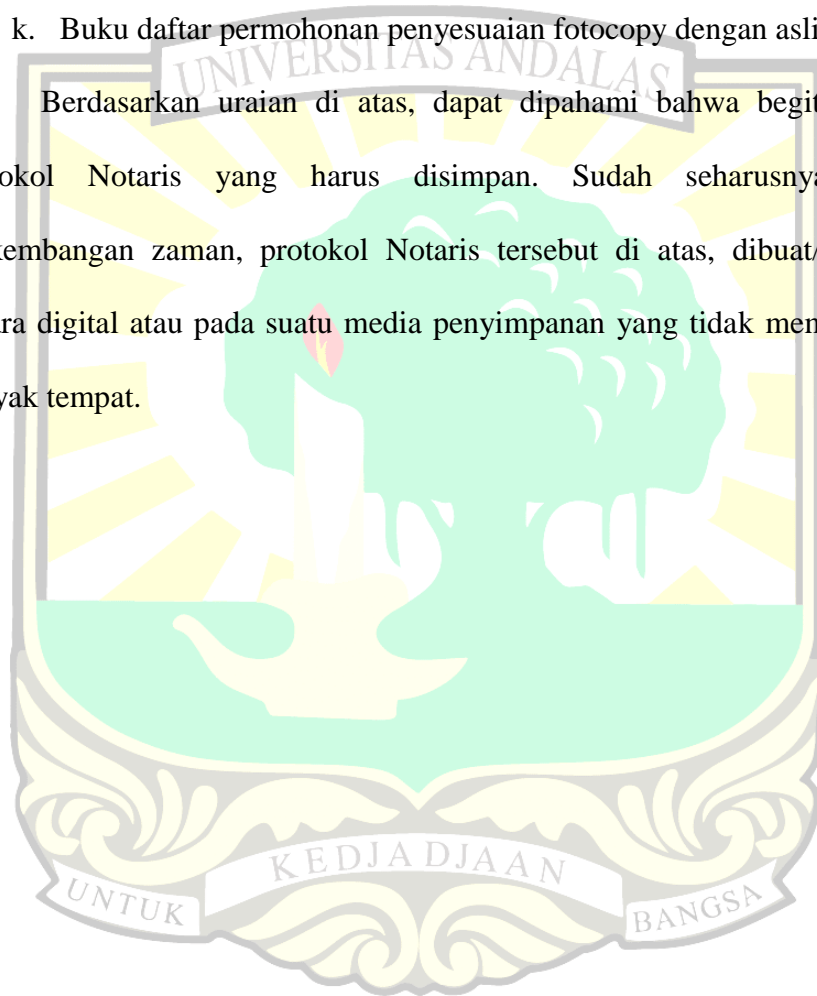 k. Buku daftar permohonan penyesuaian fotocopy dengan asli
UNIVERSITAS ANDALAS
Berdasarkan uraian di atas, dapat dipahami bahwa begit
okol Notaris yang harus disimpan. Sudah seharusnya
kembangan zaman, protokol Notaris tersebut di atas, dibuat/
ara digital atau pada suatu media penyimpanan yang tidak men
yak tempat.
UNTUK KEDJADJAAN BANGSA